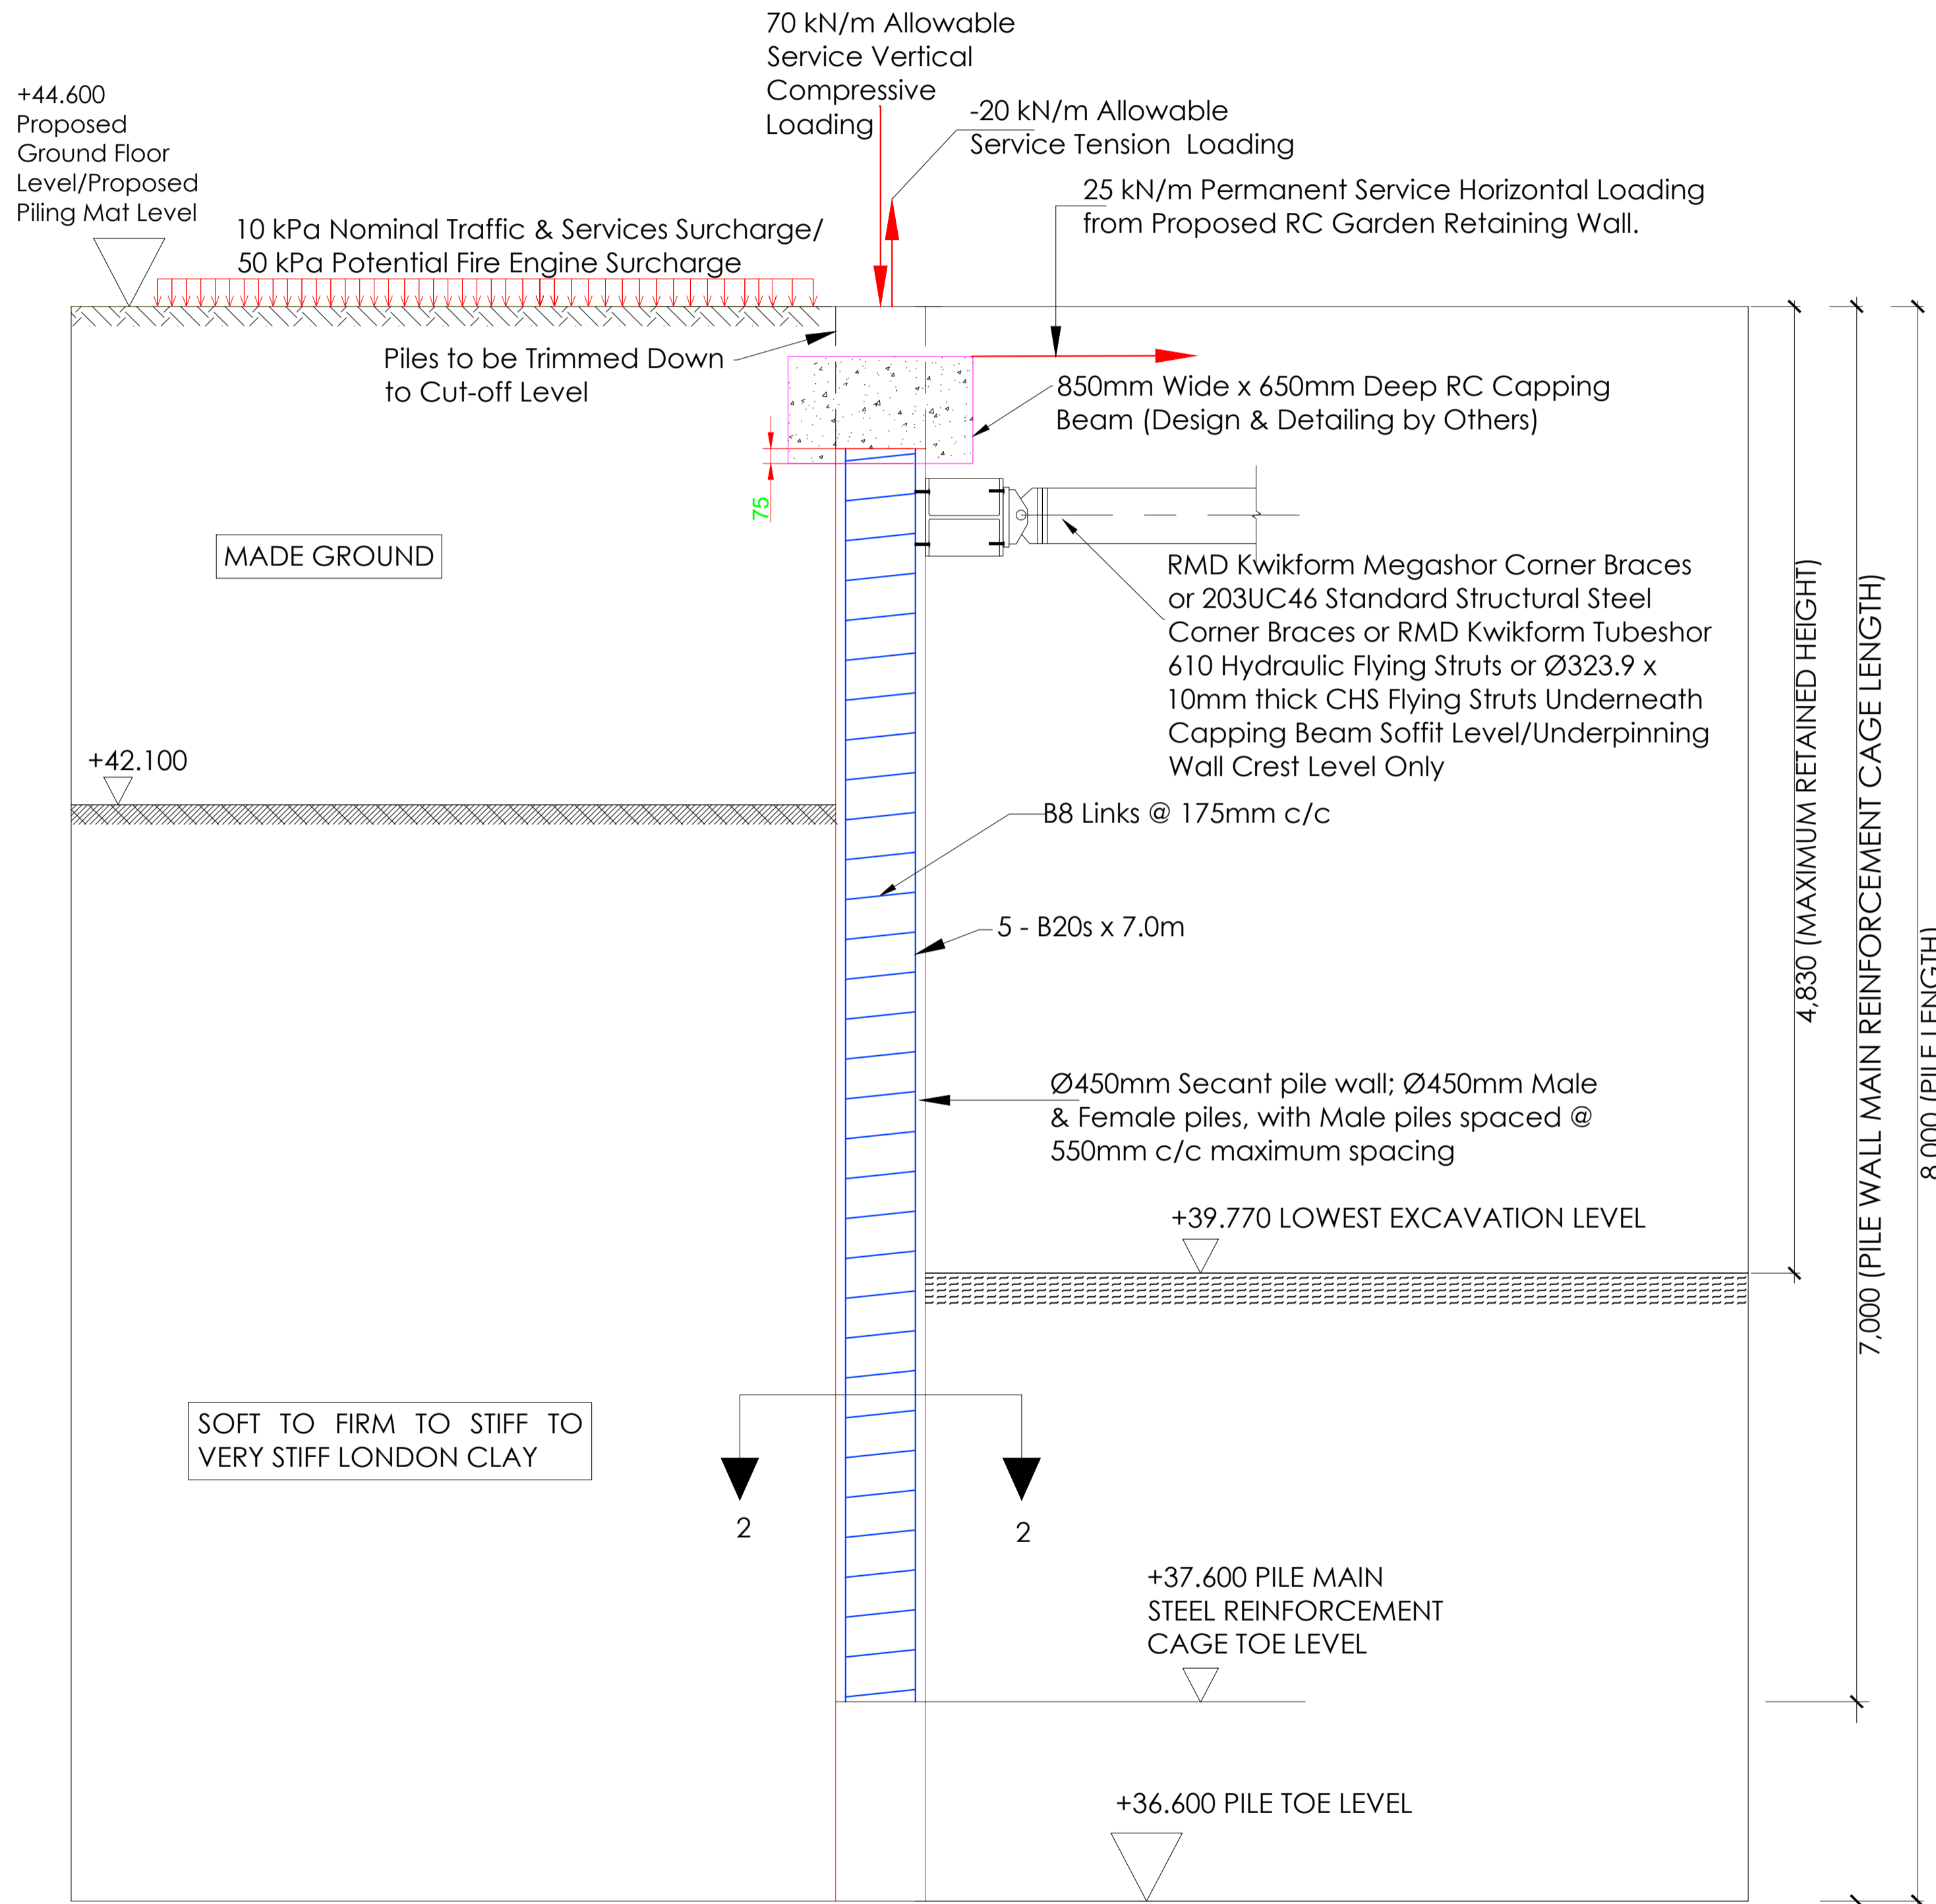 70 kN/m Allowable
Service Vertical
Compressive
Loading
-20 kN/m Allowable
Service Tension Loading
25 kN/m Permanent Service Horizontal Loading
from Proposed RC Garden Retaining Wall.
+44.600
Proposed
Ground Floor
Level/Proposed
Piling Mat Level
10 kPa Nominal Traffic & Services Surcharge/
50 kPa Potential Fire Engine Surcharge
Piles to be Trimmed Down
to Cut-off Level
850mm Wide x 650mm Deep RC Capping
Beam (Design & Detailing by Others)
75
MADE GROUND
RMD Kwikform Megashor Corner Braces
or 203UC46 Standard Structural Steel
Corner Braces or RMD Kwikform Tubeshor
610 Hydraulic Flying Struts or Ø323.9 x
10mm thick CHS Flying Struts Underneath
Capping Beam Soffit Level/Underpinning
Wall Crest Level Only
+42.100
B8 Links @ 175mm c/c
5 - B20s x 7.0m
Ø450mm Secant pile wall; Ø450mm Male
& Female piles, with Male piles spaced @
550mm c/c maximum spacing
+39.770 LOWEST EXCAVATION LEVEL
SOFT TO FIRM TO STIFF TO
VERY STIFF LONDON CLAY
2
2
+37.600 PILE MAIN
STEEL REINFORCEMENT
CAGE TOE LEVEL
+36.600 PILE TOE LEVEL
4,830 (MAXIMUM RETAINED HEIGHT)
7,000 (PILE WALL MAIN REINFORCEMENT CAGE LENGTH)
8,000 (PILE LENGTH)